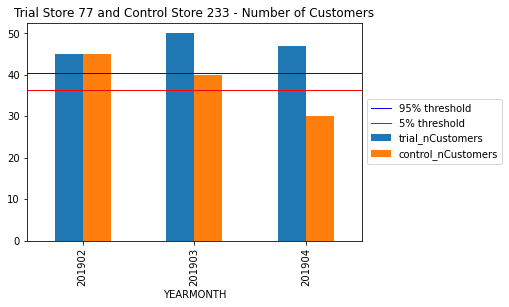 Trial Store 77 and Control Store 233 - Number of Customers
50
40
30
20
10
0
201902
201903
201904
YEARMONTH
95% threshold
5% threshold
trial_nCustomers
control_nCustomers